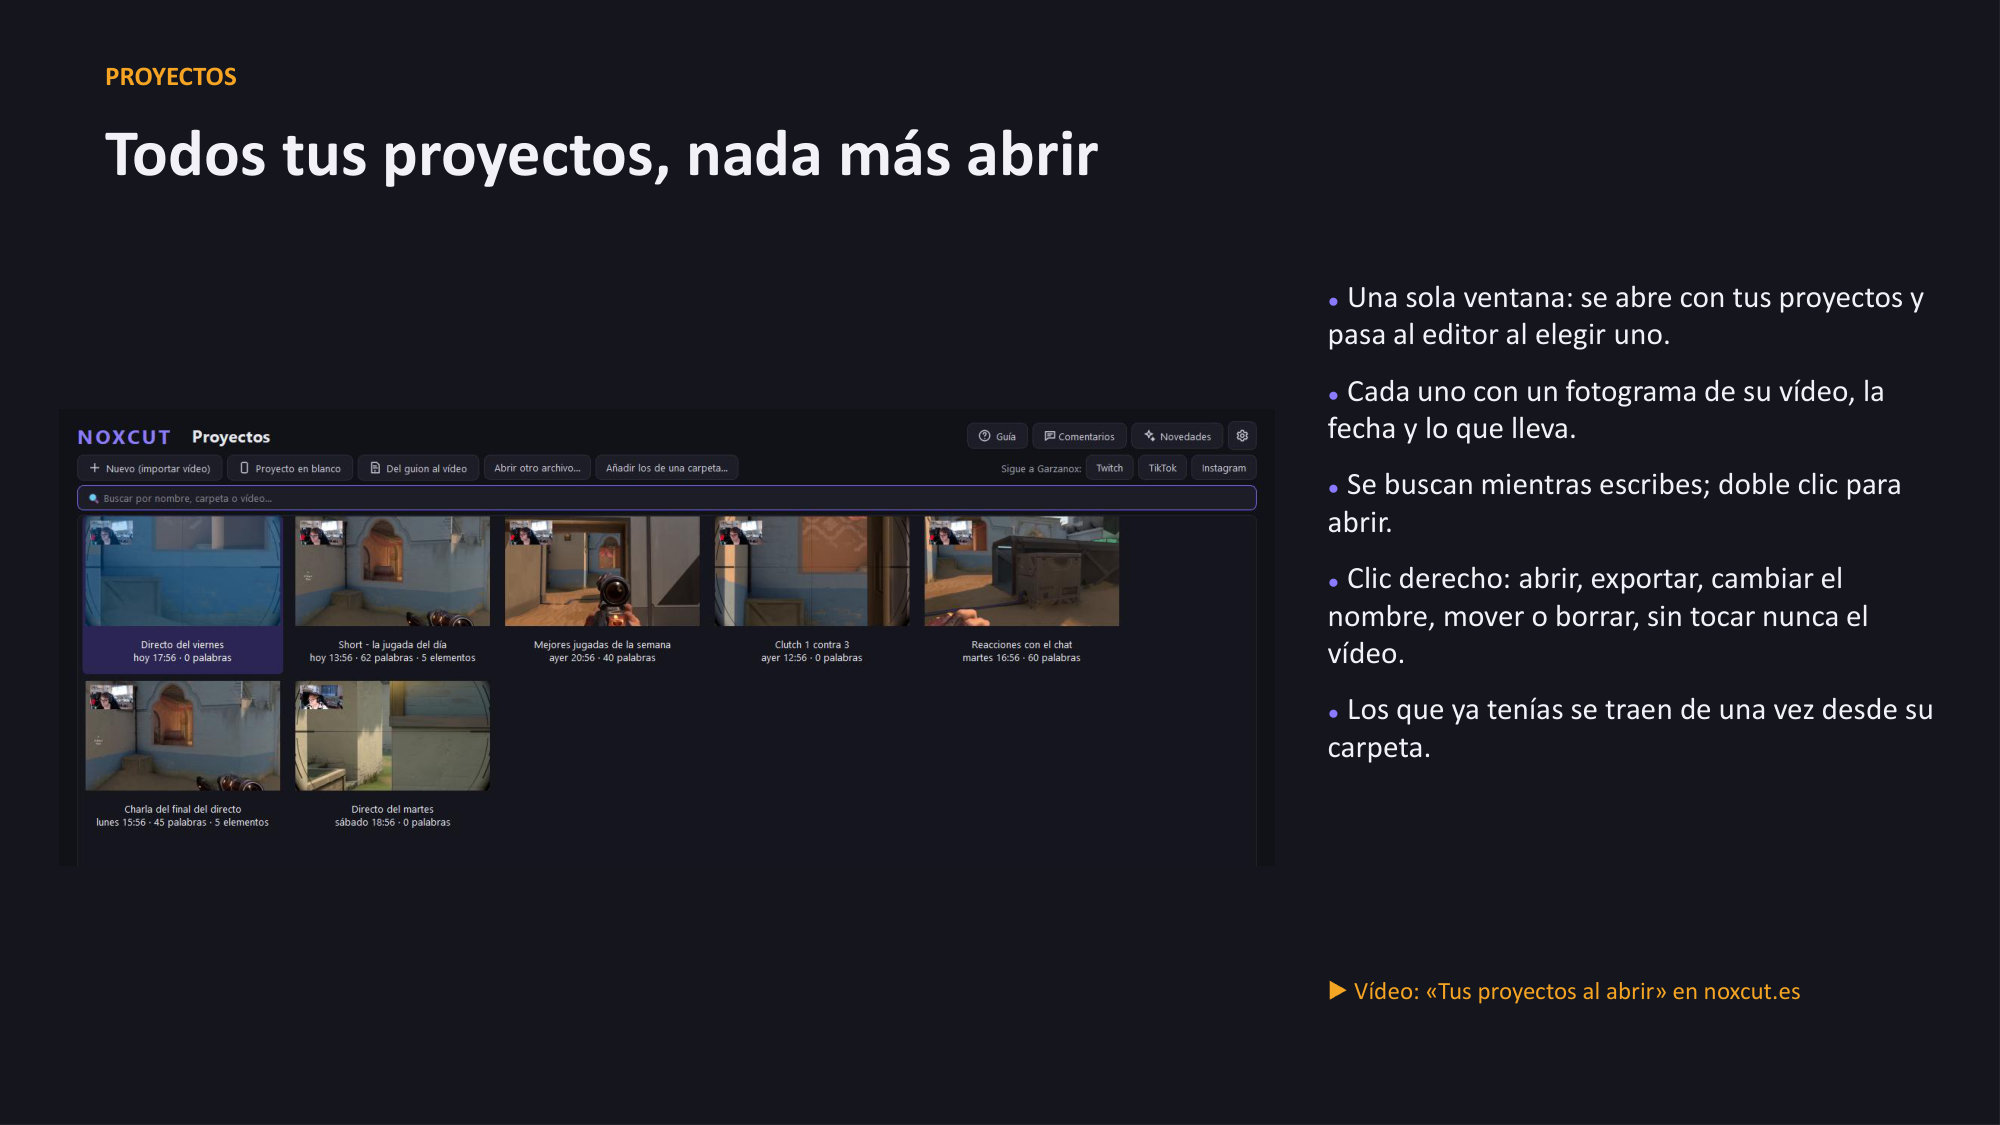 PROYECTOS
Todos tus proyectos, nada más abrir
NOXCUT Proyectos
Guía Comentarios Novedades
Nuevo (importar vídeo) Proyecto en blanco Del guion al vídeo Abrir otro archivo... Añadir los de una carpeta... Sigue a Garzanox: Twitch TikTok Instagram
Buscar por nombre, carpeta o vídeo...
Directo del viernes
hoy 17:56 · 0 palabras
Short - la jugada del día
hoy 13:56 · 62 palabras · 5 elementos
Mejores jugadas de la semana
ayer 20:56 · 40 palabras
Clutch 1 contra 3
ayer 12:56 · 0 palabras
Reacciones con el chat
martes 16:56 · 60 palabras
Charla del final del directo
lunes 15:56 · 45 palabras · 5 elementos
Directo del martes
sábado 18:56 · 0 palabras
● Una sola ventana: se abre con tus proyectos y
pasa al editor al elegir uno.
● Cada uno con un fotograma de su vídeo, la
fecha y lo que lleva.
● Se buscan mientras escribes; doble clic para
abrir.
● Clic derecho: abrir, exportar, cambiar el
nombre, mover o borrar, sin tocar nunca el
vídeo.
● Los que ya tenías se traen de una vez desde su
carpeta.
▶ Vídeo: «Tus proyectos al abrir» en noxcut.es